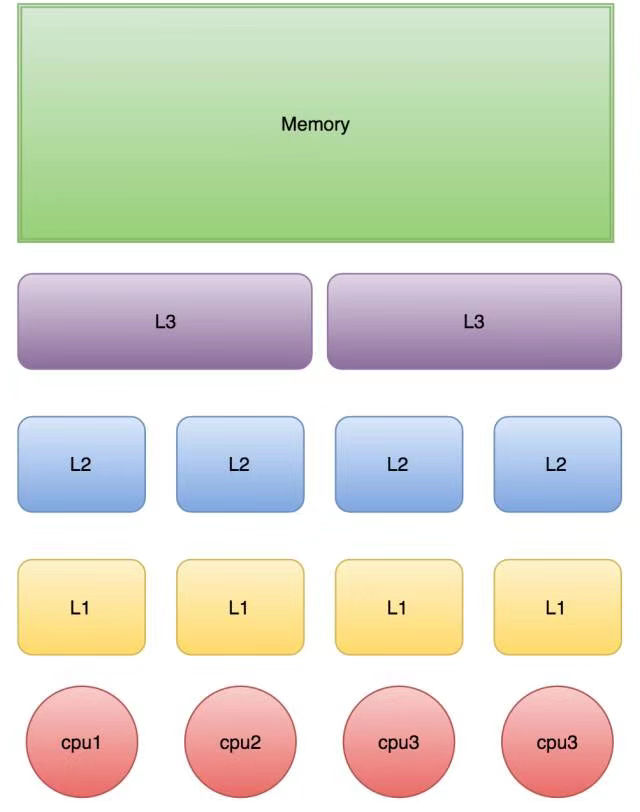 Memory
L3 L3
L2 L2 L2 L2
L1 L1 L1 L1
cpu1 cpu2 cpu3 cpu3